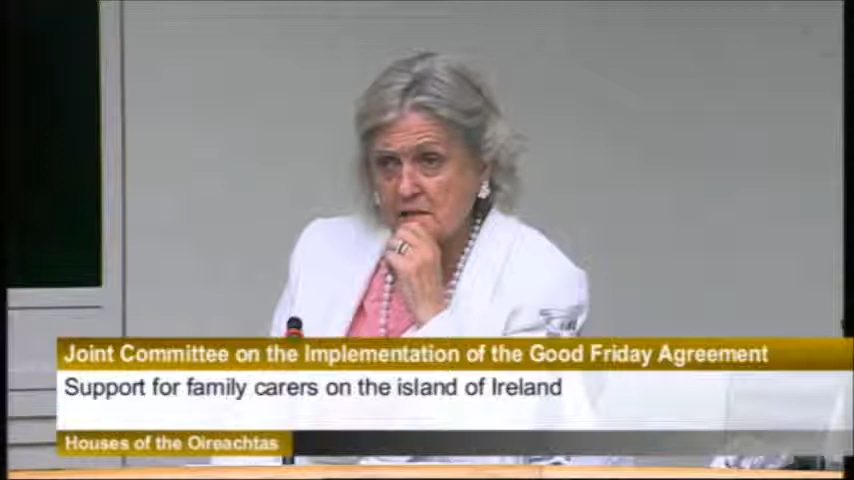 Joint Committee on the Implementation of the Good Friday Agreement
Support for family carers on the island of Ireland
Houses of the Oireachtas